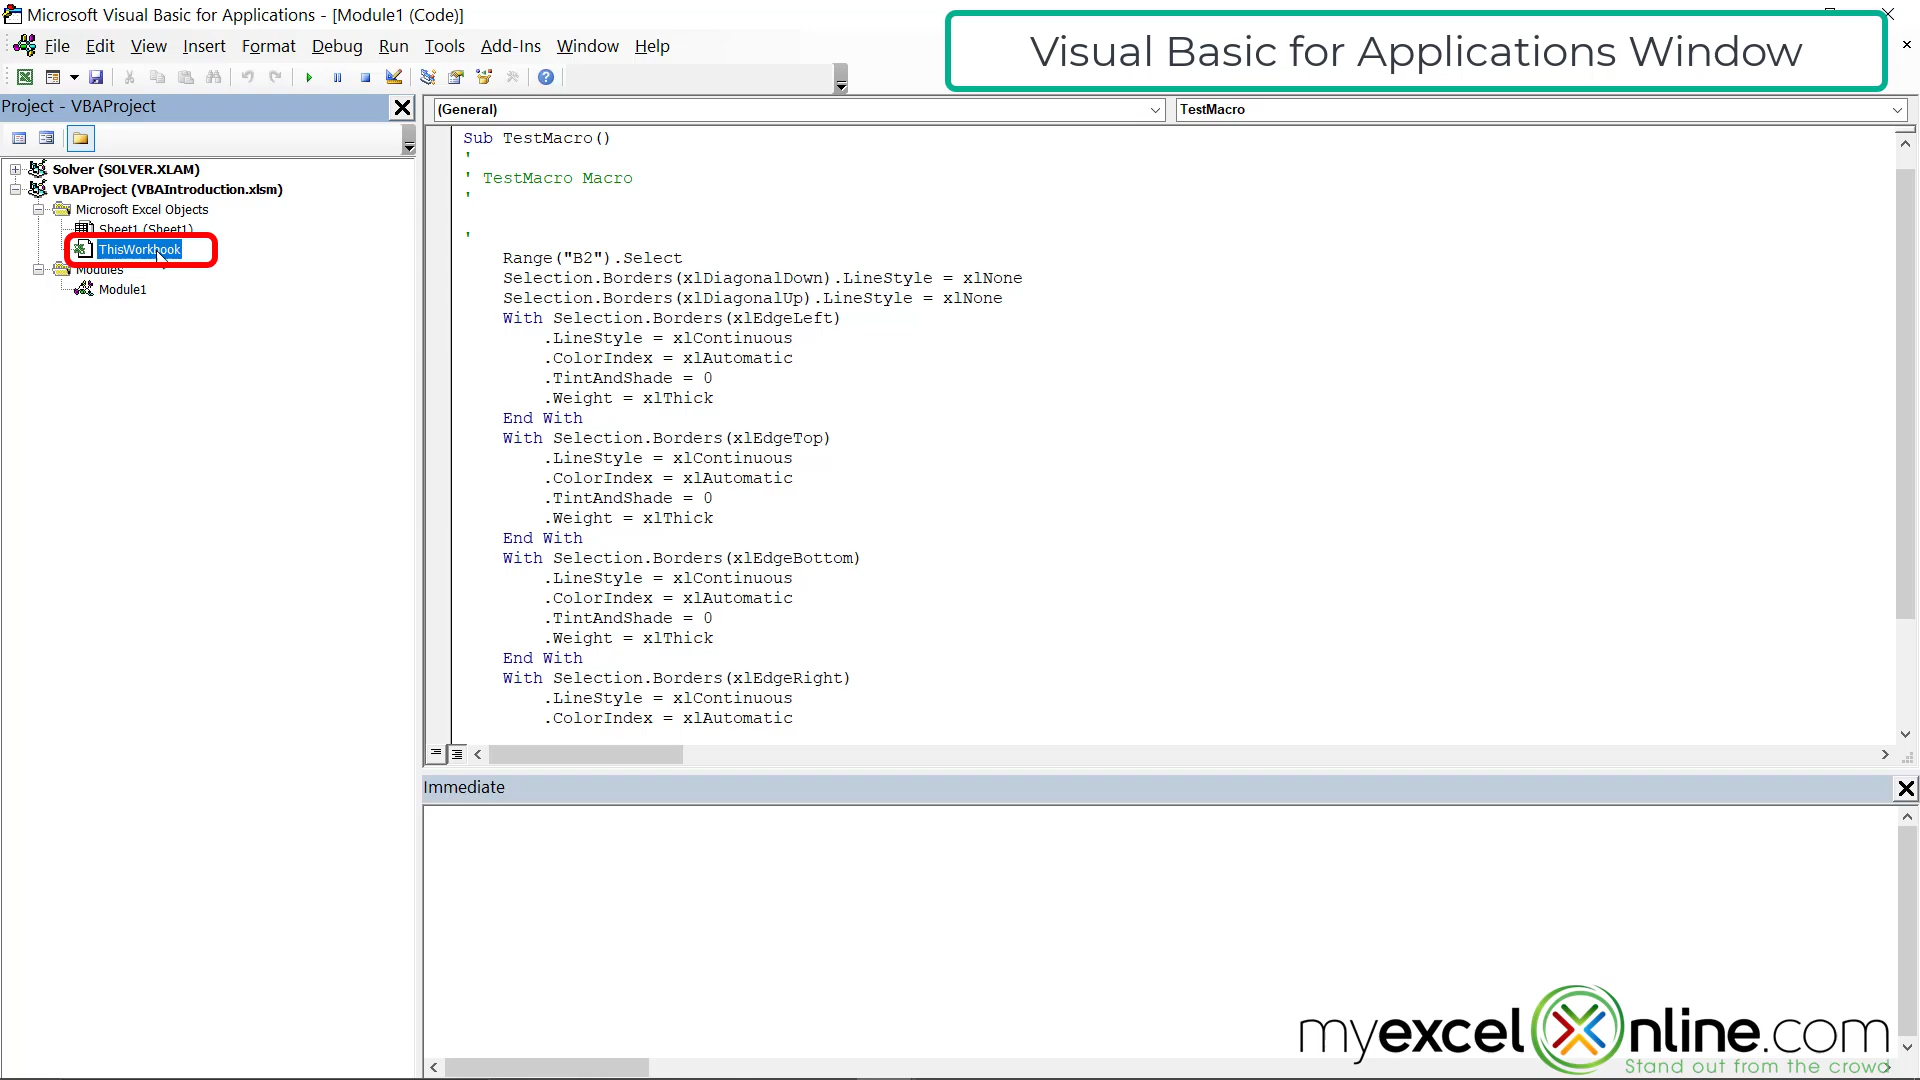 Microsoft Visual Basic for Applications - [Module1 (Code)]
Visual Basic for Applications Window
File Edit View Insert Format Debug Run Tools Add-Ins Window Help
Project - VBAProject
(General)
TestMacro
Solver (SOLVER.XLAM)
VBAProject (VBAIntroduction.xlsm)
Microsoft Excel Objects
Sheet1 (Sheet1)
ThisWorkbook
Modules
Module1
Sub TestMacro()
'
' TestMacro Macro
'
'
Range("B2").Select
Selection.Borders(xlDiagonalDown).LineStyle = xlNone
Selection.Borders(xlDiagonalUp).LineStyle = xlNone
With Selection.Borders(xlEdgeLeft)
.LineStyle = xlContinuous
.ColorIndex = xlAutomatic
.TintAndShade = 0
.Weight = xlThick
End With
With Selection.Borders(xlEdgeTop)
.LineStyle = xlContinuous
.ColorIndex = xlAutomatic
.TintAndShade = 0
.Weight = xlThick
End With
With Selection.Borders(xlEdgeBottom)
.LineStyle = xlContinuous
.ColorIndex = xlAutomatic
.TintAndShade = 0
.Weight = xlThick
End With
With Selection.Borders(xlEdgeRight)
.LineStyle = xlContinuous
.ColorIndex = xlAutomatic
Immediate
myexcelOnline.com
Stand out from the crowd